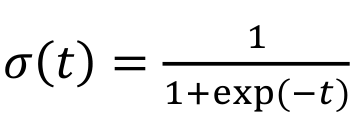 σ(t) = 1/(1+exp(−t))